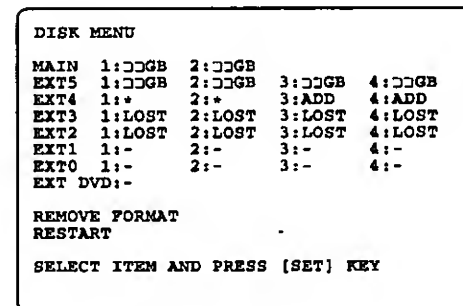 DISK MENU
MAIN 1:⊐⊐GB 2:⊐⊐GB
EXT5 1:⊐⊐GB 2:⊐⊐GB 3:⊐⊐GB 4:⊐⊐GB
EXT4 1:* 2:* 3:ADD 4:ADD
EXT3 1:LOST 2:LOST 3:LOST 4:LOST
EXT2 1:LOST 2:LOST 3:LOST 4:LOST
EXT1 1:- 2:- 3:- 4:-
EXT0 1:- 2:- 3:- 4:-
EXT DVD:-
REMOVE FORMAT
RESTART
SELECT ITEM AND PRESS [SET] KEY